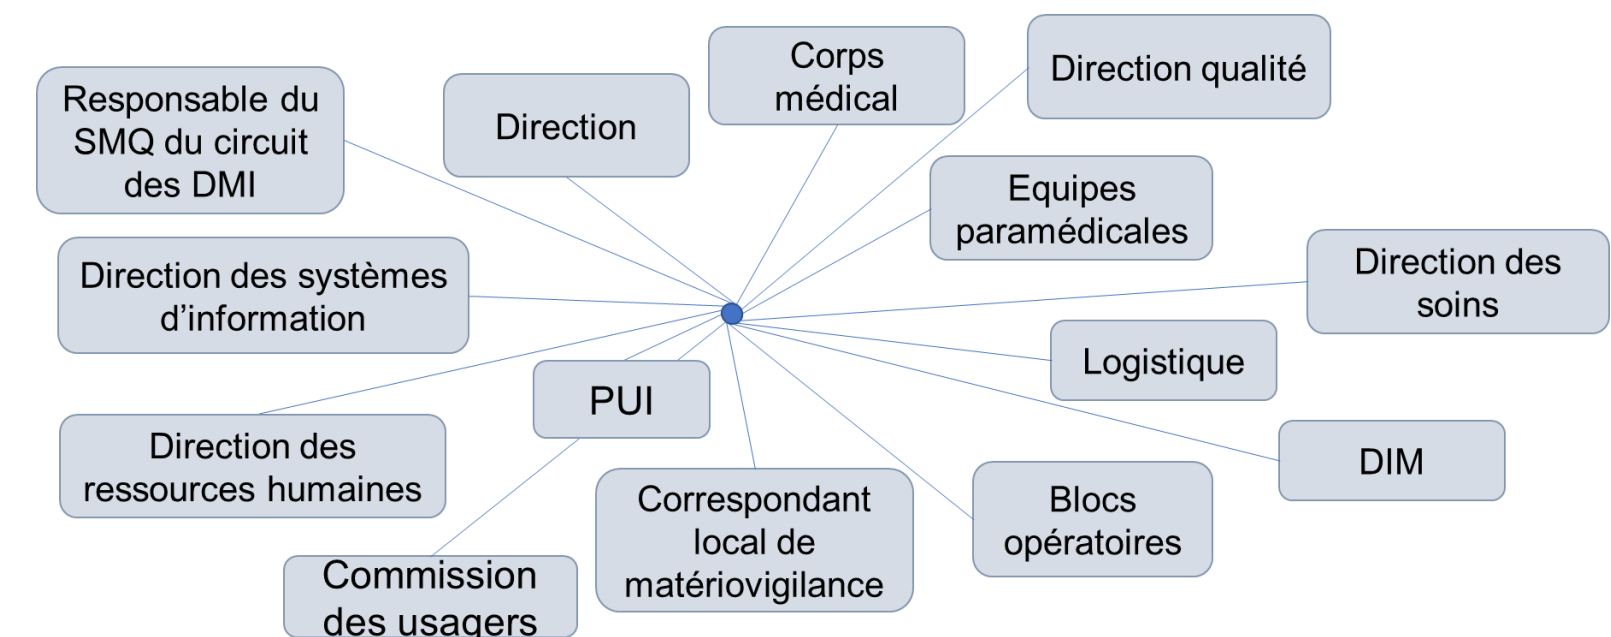 Corps
médical
Direction qualité
Responsable du
SMQ du circuit
des DMI
Direction
Equipes
paramédicales
Direction des systèmes
d’information
Direction des
soins
Logistique
PUI
Direction des
ressources humaines
DIM
Correspondant
local de
matériovigilance
Blocs
opératoires
Commission
des usagers